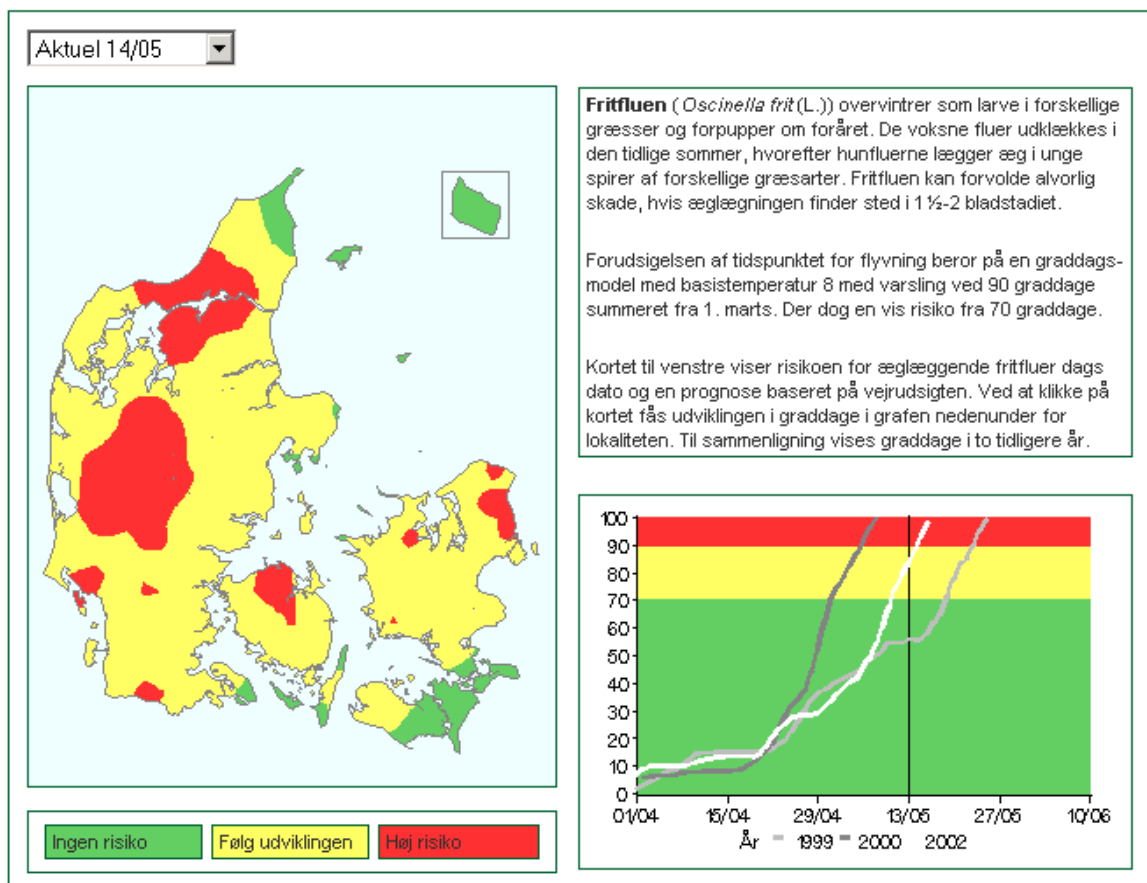 Aktuel 14/05
Fritfluen (Oscinella frit (L.)) overvintrer som larve i forskellige
græsser og forpupper om foråret. De voksne fluer udklækkes i
den tidlige sommer, hvorefter hunfluerne lægger æg i unge
spirer af forskellige græsarter. Fritfluen kan forvolde alvorlig
skade, hvis æglægningen finder sted i 1 ½-2 bladstadiet.
Forudsigelsen af tidspunktet for flyvning beror på en graddags-
model med basistemperatur 8 med varsling ved 90 graddage
summeret fra 1. marts. Der dog en vis risiko fra 70 graddage.
Kortet til venstre viser risikoen for æglæggende fritfluer dags
dato og en prognose baseret på vejrudsigten. Ved at klikke på
kortet fås udviklingen i graddage i grafen nedenunder for
lokaliteten. Til sammenligning vises graddage i to tidligere år.
100
90
80
70
60
50
40
30
20
10
0
01/04 15/04 29/04 13/05 27/05 10/06
År 1999 2000 2002
Ingen risiko Følg udviklingen Høj risiko